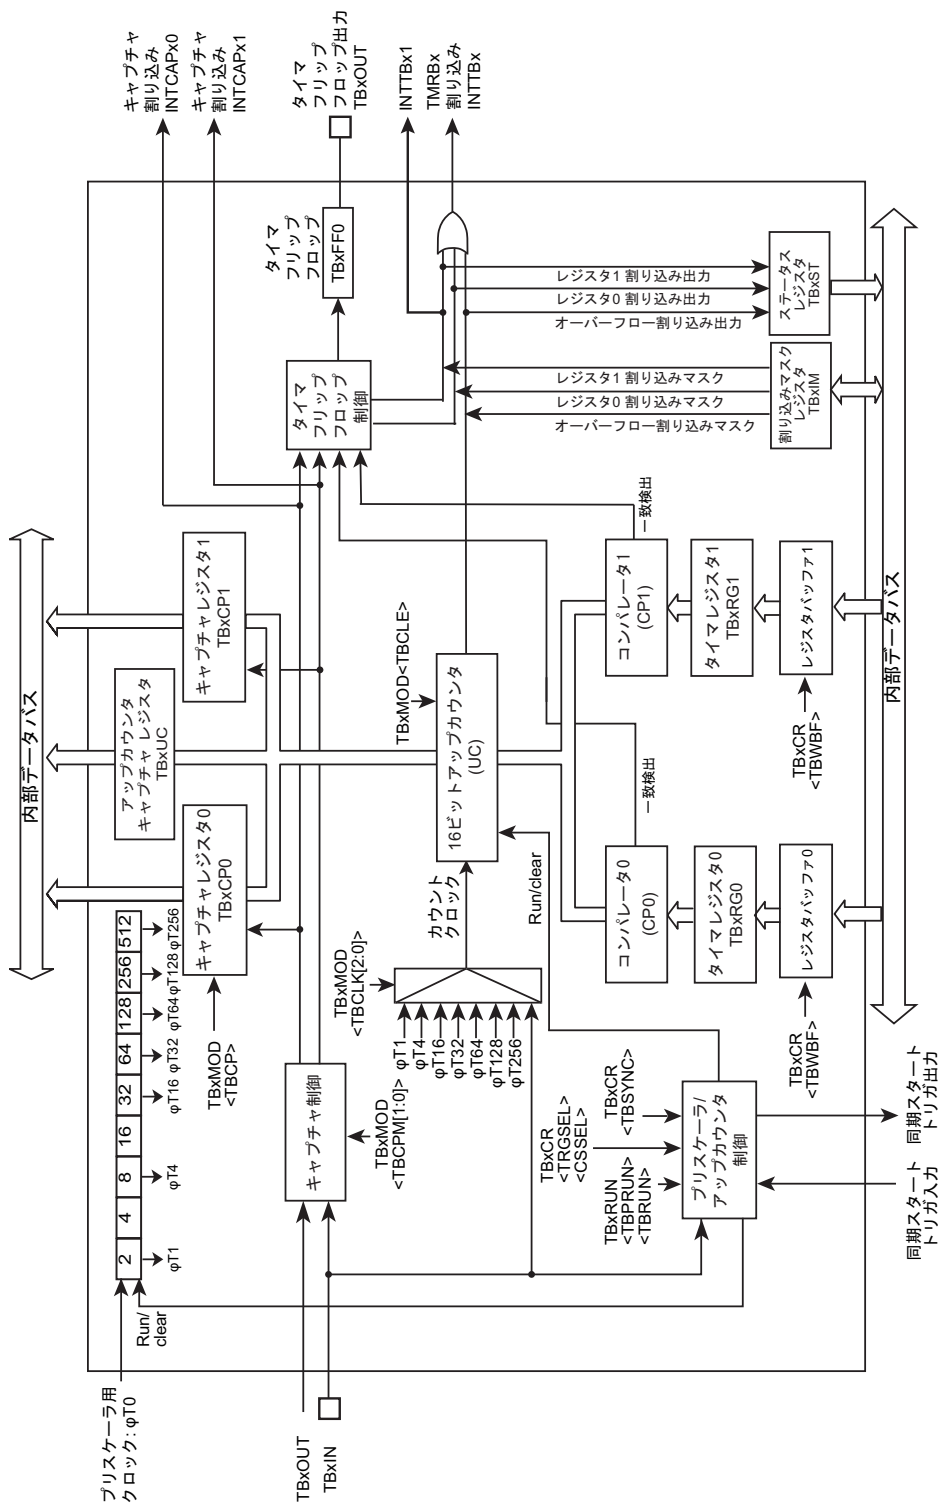 プリスケーラ用
クロック: φT0
Run/
clear
2
4
8
16
32
64
128
256
512
φT1
φT4
φT16
φT32
φT64
φT128
φT256
内部データバス
TBxMOD
<TBCP>
キャプチャレジスタ0
TBxCP0
アップカウンタ
キャプチャ レジスタ
TBxUC
キャプチャレジスタ1
TBxCP1
キャプチャ
割り込み
INTCAPx0
キャプチャ
割り込み
INTCAPx1
TBxOUT
TBxIN
キャプチャ制御
TBxMOD
<TBCPM[1:0]>
TBxMOD
<TBCLK[2:0]>
φT1
φT4
φT16
φT32
φT64
φT128
φT256
カウント
クロック
Run/clear
16ビットアップカウンタ
(UC)
TBxMOD<TBCLE>
タイマ
フリップ
フロップ
制御
タイマ
フリップ
フロップ
TBxFF0
タイマ
フリップ
フロップ出力
TBxOUT
INTTBx1
TMRBx
割り込み
INTTBx
レジスタ1 割り込み出力
レジスタ0 割り込み出力
オーバーフロー割り込み出力
レジスタ1 割り込みマスク
レジスタ0 割り込みマスク
オーバーフロー割り込みマスク
ステータス
レジスタ
TBxST
割り込みマスク
レジスタ
TBxIM
TBxRUN
<TBPRUN>
<TBRUN>
TBxCR
<TRGSEL>
<CSSEL>
TBxCR
<TBSYNC>
プリスケーラ/
アップカウンタ
制御
同期スタート
トリガ入力
同期スタート
トリガ出力
一致検出
コンパレータ0
(CP0)
タイマレジスタ0
TBxRG0
レジスタバッファ0
TBxCR
<TBWBF>
一致検出
コンパレータ1
(CP1)
タイマレジスタ1
TBxRG1
レジスタバッファ1
TBxCR
<TBWBF>
内部データバス